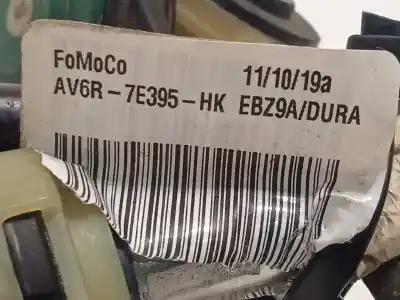 FoMoCo 11/10/19a
AV6R-7E395-HK EBZ9A/DURA